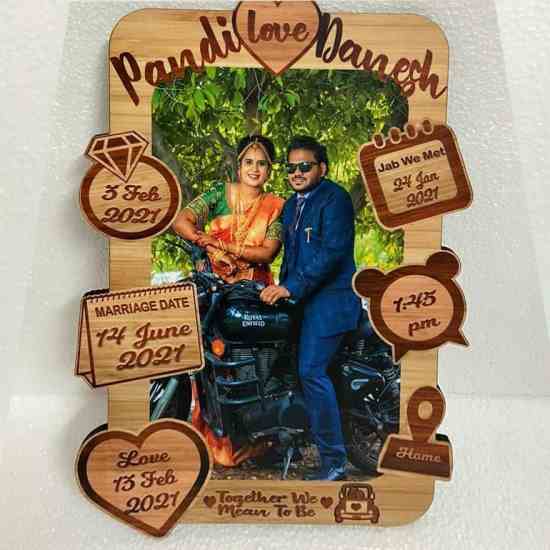 Pandi love Danesh
Jab We Met
24 Jan
2021
3 Feb
2021
MARRIAGE DATE
14 June
2021
1:45
pm
Love
13 Feb
2021
Home
Together We
Mean To Be
ROYAL
ENFIELD